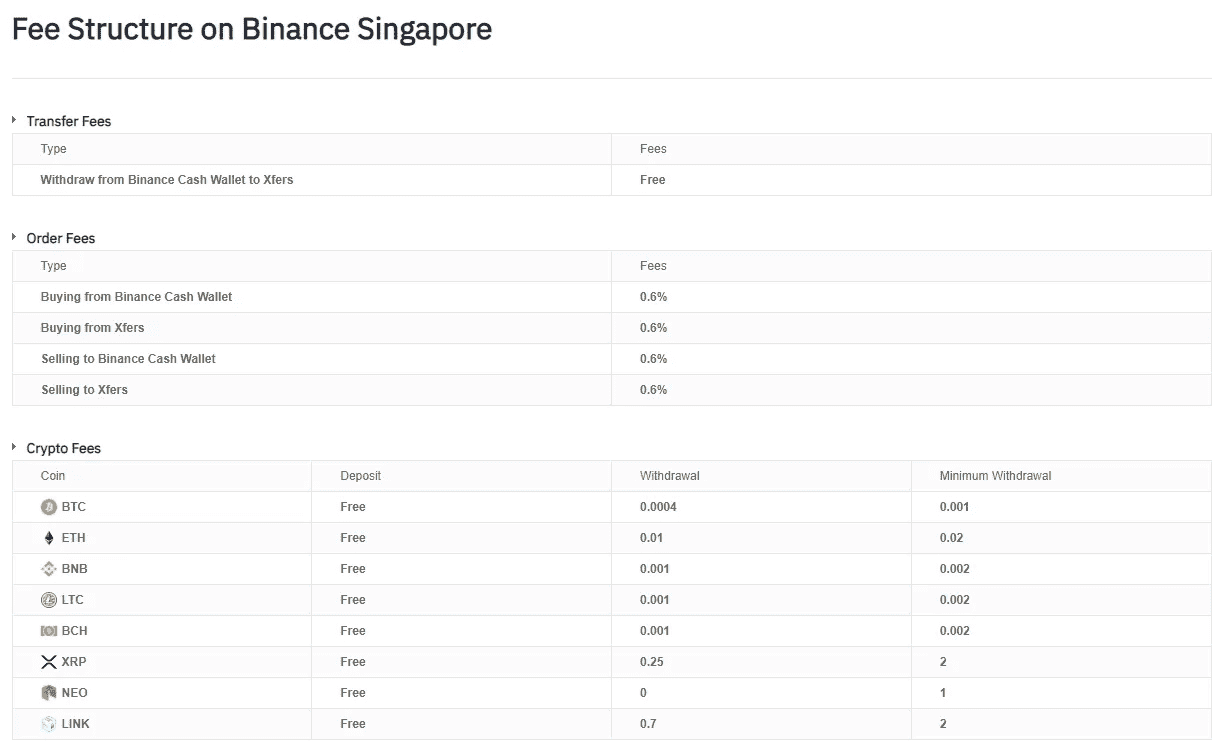 Fee Structure on Binance Singapore
Transfer Fees
Type Fees
Withdraw from Binance Cash Wallet to Xfers Free
Order Fees
Type Fees
Buying from Binance Cash Wallet 0.6%
Buying from Xfers 0.6%
Selling to Binance Cash Wallet 0.6%
Selling to Xfers 0.6%
Crypto Fees
Coin Deposit Withdrawal Minimum Withdrawal
BTC Free 0.0004 0.001
ETH Free 0.01 0.02
BNB Free 0.001 0.002
LTC Free 0.001 0.002
BCH Free 0.001 0.002
XRP Free 0.25 2
NEO Free 0 1
LINK Free 0.7 2